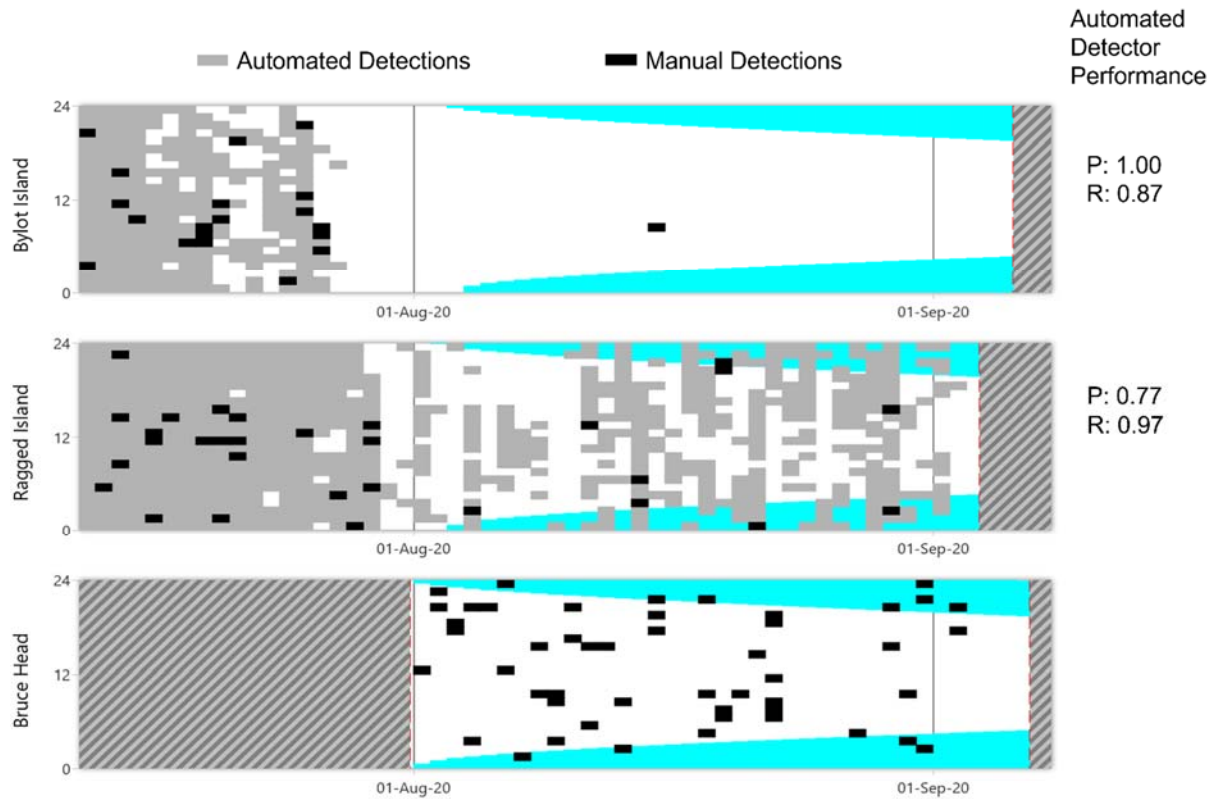 Automated Detections
Manual Detections
Automated
Detector
Performance
24
12
0
Bylot Island
01-Aug-20
01-Sep-20
P: 1.00
R: 0.87
24
12
0
Ragged Island
01-Aug-20
01-Sep-20
P: 0.77
R: 0.97
24
12
0
Bruce Head
01-Aug-20
01-Sep-20